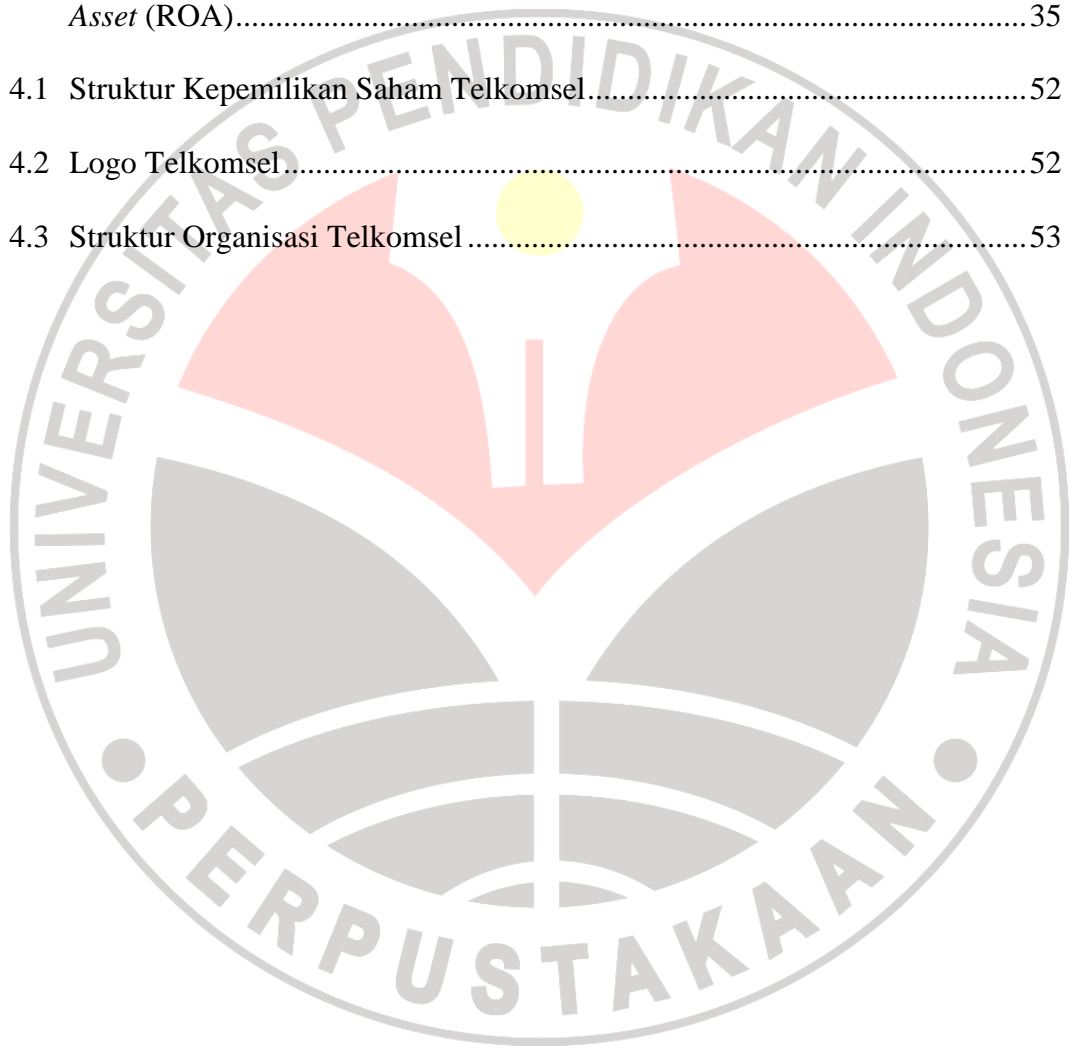 Asset (ROA)....................................................................................................35
4.1 Struktur Kepemilikan Saham Telkomsel.......................................................52
4.2 Logo Telkomsel.............................................................................................52
4.3 Struktur Organisasi Telkomsel......................................................................53
UNIVERSITAS PENDIDIKAN INDONESIA
PERPUSTAKAAN